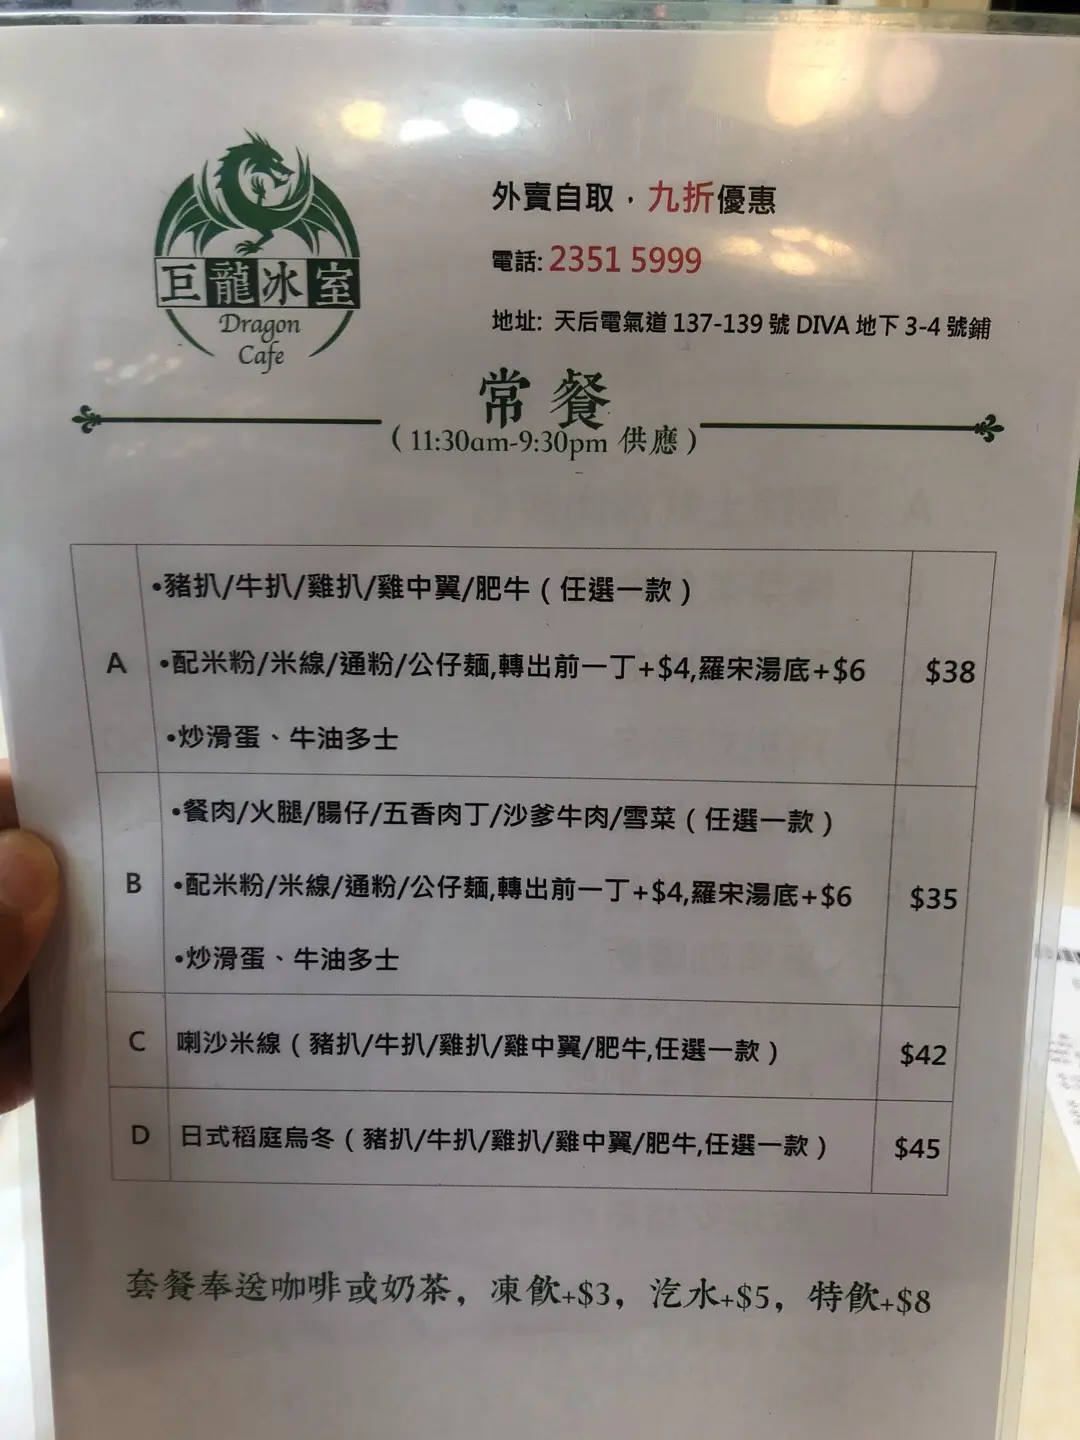 巨龍冰室
Dragon
Cafe
外賣自取，九折優惠
電話: 2351 5999
地址: 天后電氣道 137-139 號 DIVA 地下 3-4 號鋪
常餐
（11:30am-9:30pm 供應）
A
•豬扒/牛扒/雞扒/雞中翼/肥牛（任選一款）
•配米粉/米線/通粉/公仔麵,轉出前一丁+$4,羅宋湯底+$6
$38
•炒滑蛋、牛油多士
B
•餐肉/火腿/腸仔/五香肉丁/沙爹牛肉/雪菜（任選一款）
•配米粉/米線/通粉/公仔麵,轉出前一丁+$4,羅宋湯底+$6
$35
•炒滑蛋、牛油多士
C 喇沙米線（豬扒/牛扒/雞扒/雞中翼/肥牛,任選一款） $42
D 日式稻庭烏冬（豬扒/牛扒/雞扒/雞中翼/肥牛,任選一款） $45
套餐奉送咖啡或奶茶，凍飲+$3，汽水+$5，特飲+$8